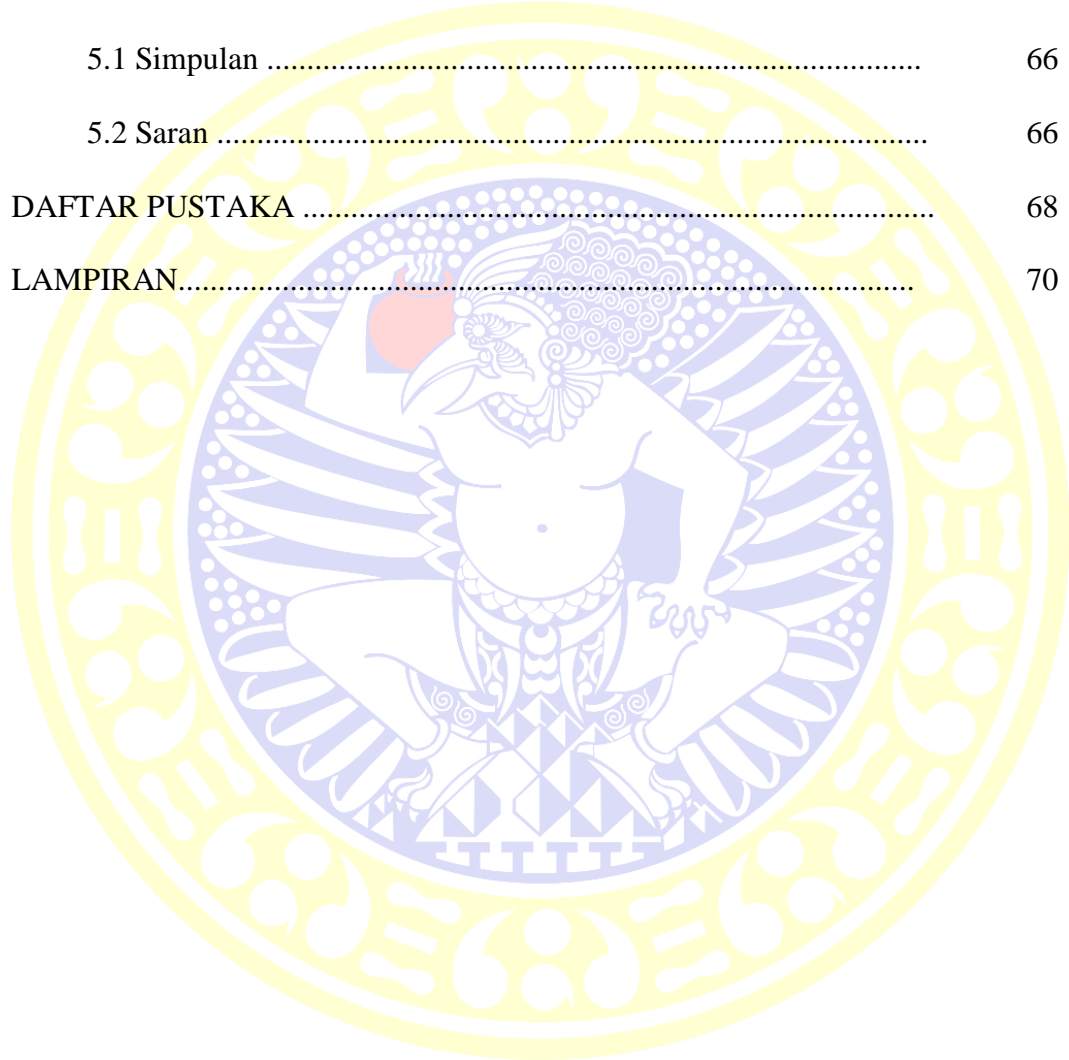 5.1 Simpulan .................................................................................. 66
5.2 Saran ......................................................................................... 66
DAFTAR PUSTAKA ............................................................................... 68
LAMPIRAN............................................................................................ 70